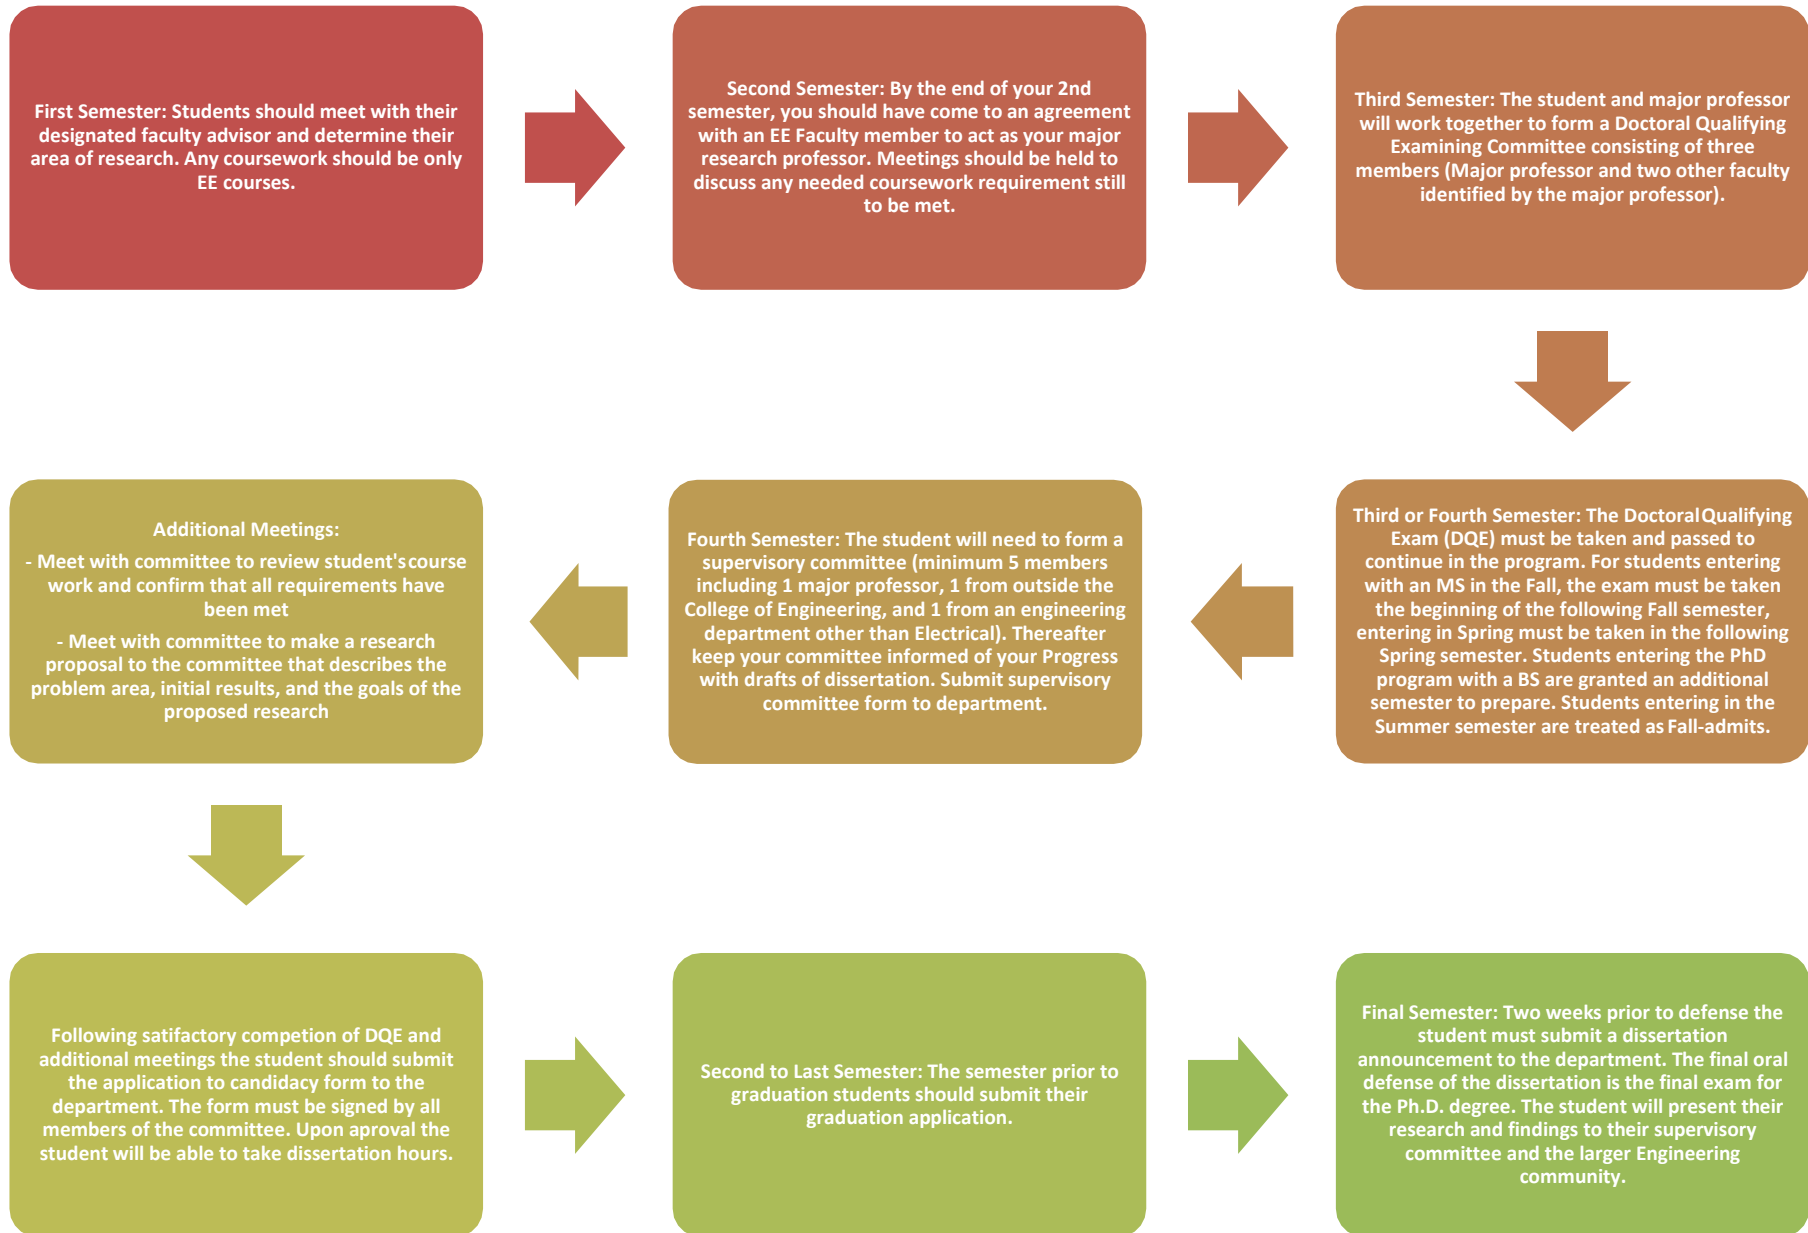 First Semester: Students should meet with their
designated faculty advisor and determine their
area of research. Any coursework should be only
EE courses.
Second Semester: By the end of your 2nd
semester, you should have come to an agreement
with an EE Faculty member to act as your major
research professor. Meetings should be held to
discuss any needed coursework requirement still
to be met.
Third Semester: The student and major professor
will work together to form a Doctoral Qualifying
Examining Committee consisting of three
members (Major professor and two other faculty
identified by the major professor).
Third or Fourth Semester: The Doctoral Qualifying
Exam (DQE) must be taken and passed to
continue in the program. For students entering
with an MS in the Fall, the exam must be taken
the beginning of the following Fall semester,
entering in Spring must be taken in the following
Spring semester. Students entering the PhD
program with a BS are granted an additional
semester to prepare. Students entering in the
Summer semester are treated as Fall-admits.
Fourth Semester: The student will need to form a
supervisory committee (minimum 5 members
including 1 major professor, 1 from outside the
College of Engineering, and 1 from an engineering
department other than Electrical). Thereafter
keep your committee informed of your Progress
with drafts of dissertation. Submit supervisory
committee form to department.
Additional Meetings:
- Meet with committee to review student's course
work and confirm that all requirements have
been met
- Meet with committee to make a research
proposal to the committee that describes the
problem area, initial results, and the goals of the
proposed research
Following satifactory competion of DQE and
additional meetings the student should submit
the application to candidacy form to the
department. The form must be signed by all
members of the committee. Upon aproval the
student will be able to take dissertation hours.
Second to Last Semester: The semester prior to
graduation students should submit their
graduation application.
Final Semester: Two weeks prior to defense the
student must submit a dissertation
announcement to the department. The final oral
defense of the dissertation is the final exam for
the Ph.D. degree. The student will present their
research and findings to their supervisory
committee and the larger Engineering
community.